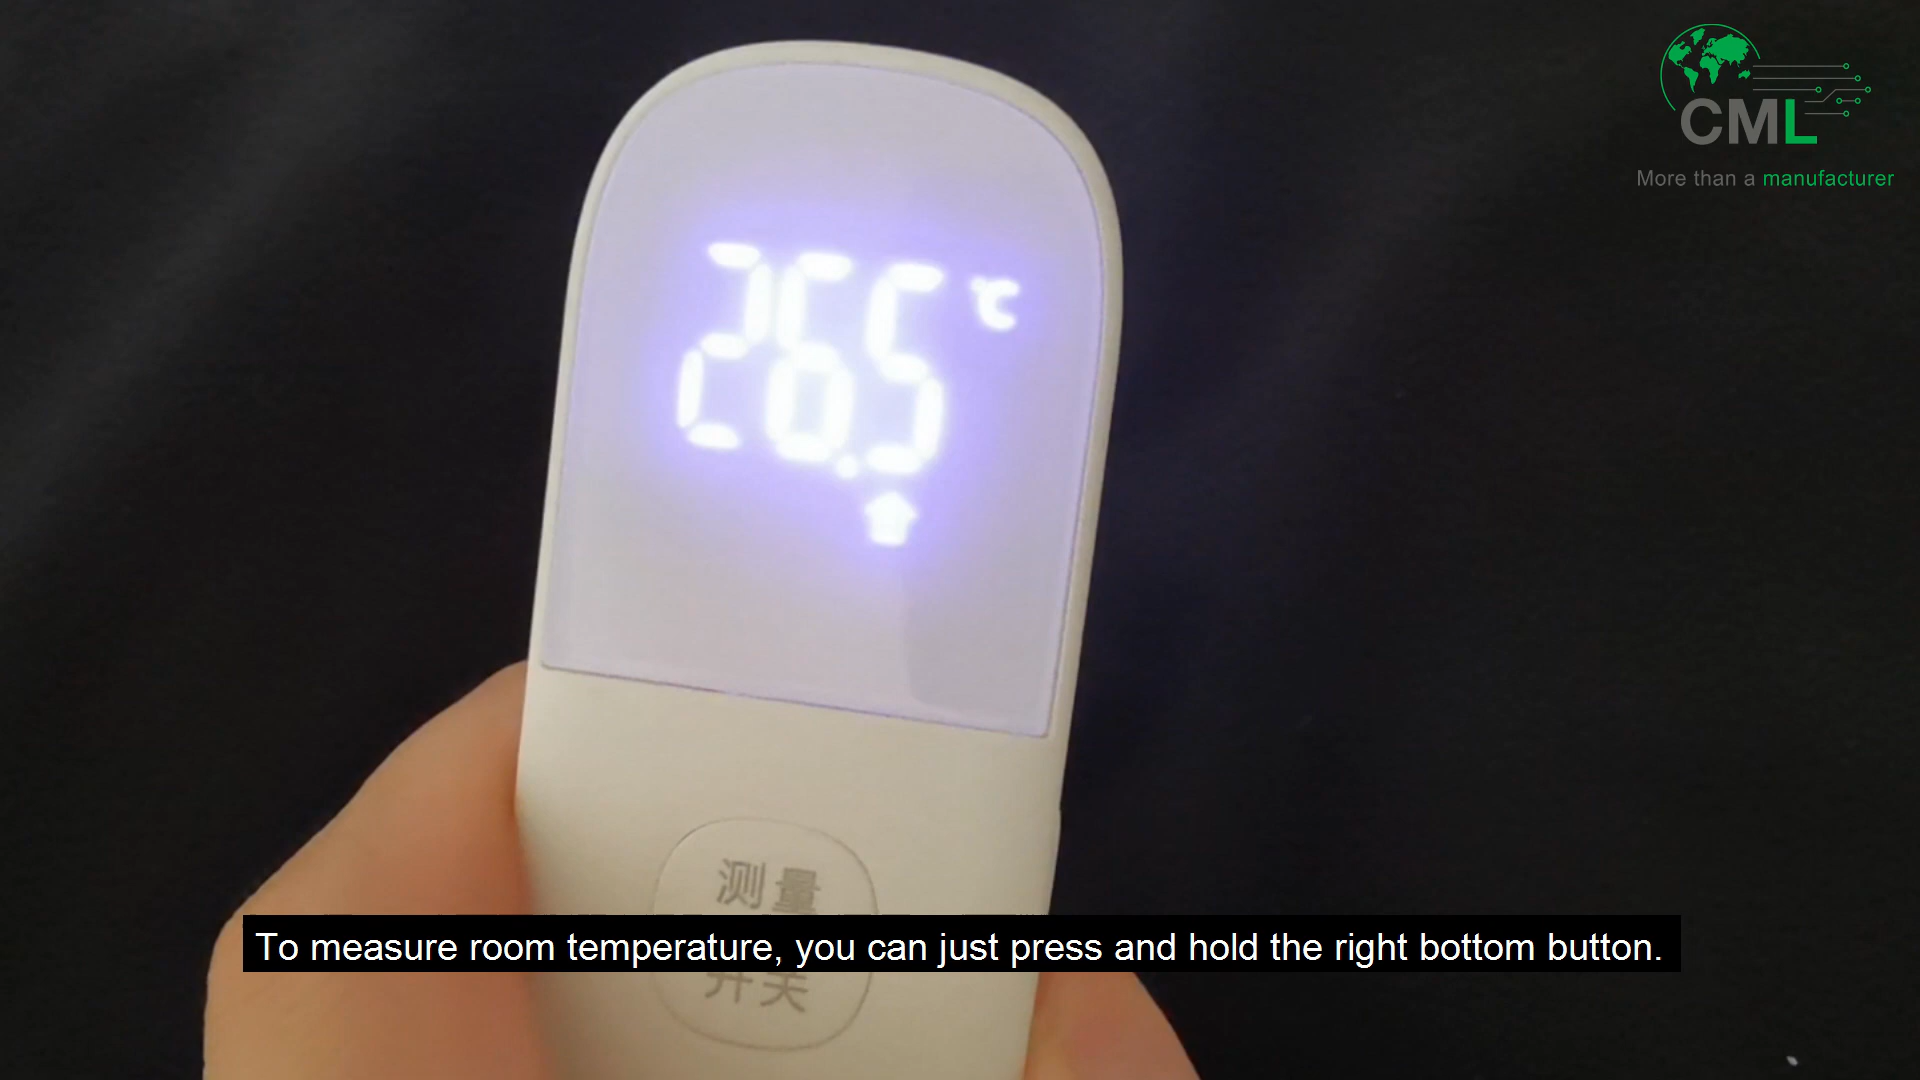 CML
More than a manufacturer
26.5 ℃
测量
To measure room temperature, you can just press and hold the right bottom button.
开关